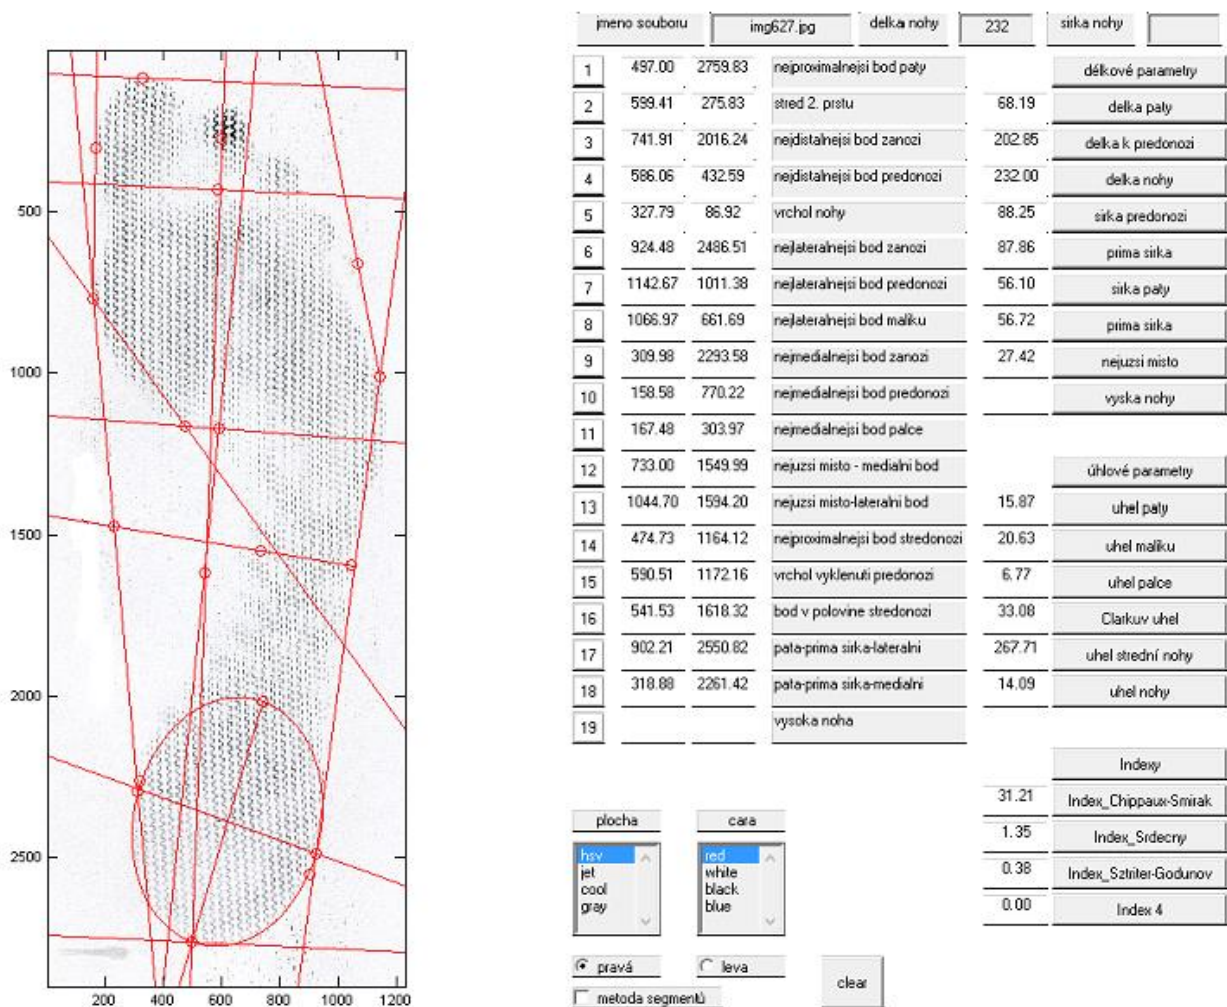 jmeno souboru img627.jpg delka nohy 232 sirka nohy
1 497.00 2759.83 nejproximalnejsi bod paty délkové parametry
2 599.41 275.83 stred 2. prstu 68.19 delka paty
3 741.91 2016.24 nejdistalnejsi bod zanozi 202.85 delka k predonozi
4 586.06 432.59 nejdistalnejsi bod predonozi 232.00 delka nohy
5 327.79 86.92 vrchol nohy 88.25 sirka predonozi
6 924.48 2486.51 nejlateralnejsi bod zanozi 87.86 prima sirka
7 1142.67 1011.38 nejlateralnejsi bod predonozi 56.10 sirka paty
8 1066.97 661.69 nejlateralnejsi bod maliku 56.72 prima sirka
9 309.98 2293.58 nejmedialnejsi bod zanozi 27.42 nejuzsi misto
10 158.58 770.22 nejmedialnejsi bod predonozi vyska nohy
11 167.48 303.97 nejmedialnejsi bod palce
12 733.00 1549.99 nejuzsi misto - medialni bod úhlové parametry
13 1044.70 1594.20 nejuzsi misto-lateralni bod 15.87 uhel paty
14 474.73 1164.12 nejproximalnejsi bod stredonozi 20.63 uhel maliku
15 590.51 1172.16 vrchol vyklenuti predonozi 6.77 uhel palce
16 541.53 1618.32 bod v polovine stredonozi 33.08 Clarkuv uhel
17 902.21 2550.82 pata-prima sirka-lateralni 267.71 uhel strední nohy
18 318.88 2261.42 pata-prima sirka-medialni 14.09 uhel nohy
19 vysoka noha
Indexy
31.21 Index_Chippaux-Smirak
1.35 Index_Srdecny
0.38 Index_Sztriter-Godunov
0.00 Index 4
plocha cara
hsv red
jet white
cool black
gray blue
pravá leva clear
metoda segmentů
500
1000
1500
2000
2500
200 400 600 800 1000 1200